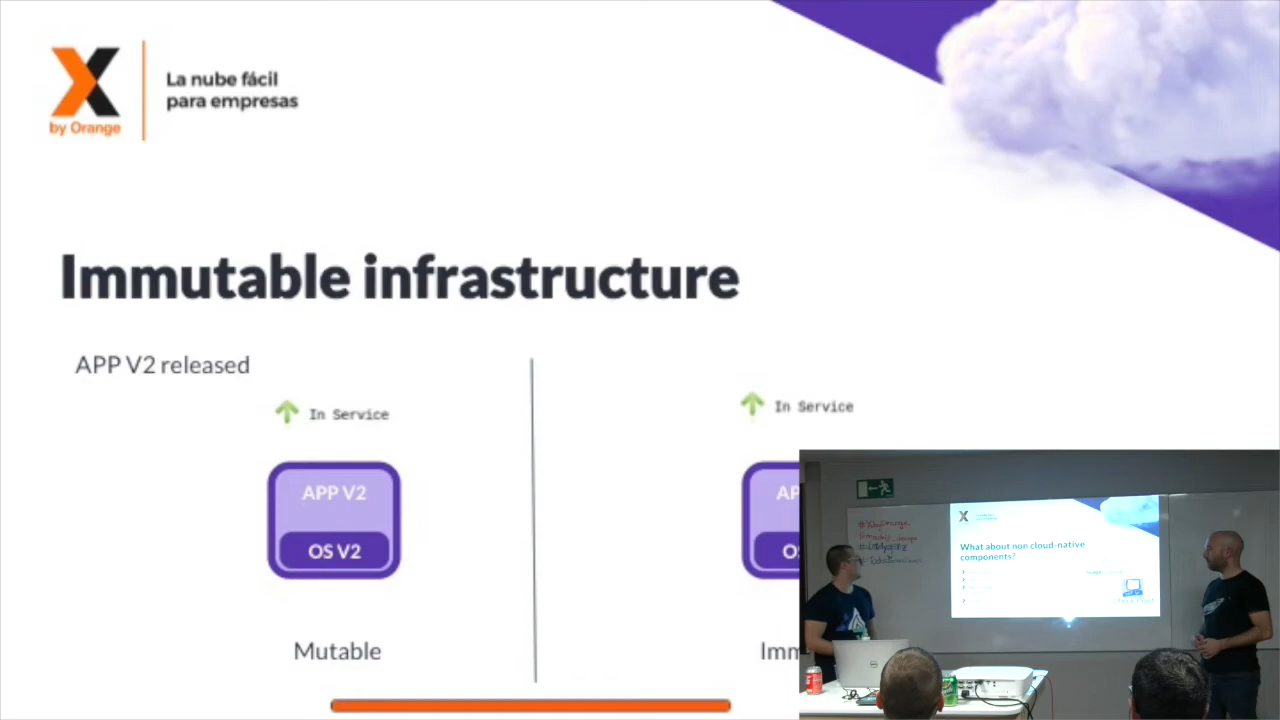 X
by Orange
La nube fácil
para empresas
Immutable infrastructure
APP V2 released
In Service
APP V2
OS V2
Mutable
In Service
AP
OS
Imm
What about non cloud-native
components?
DELL